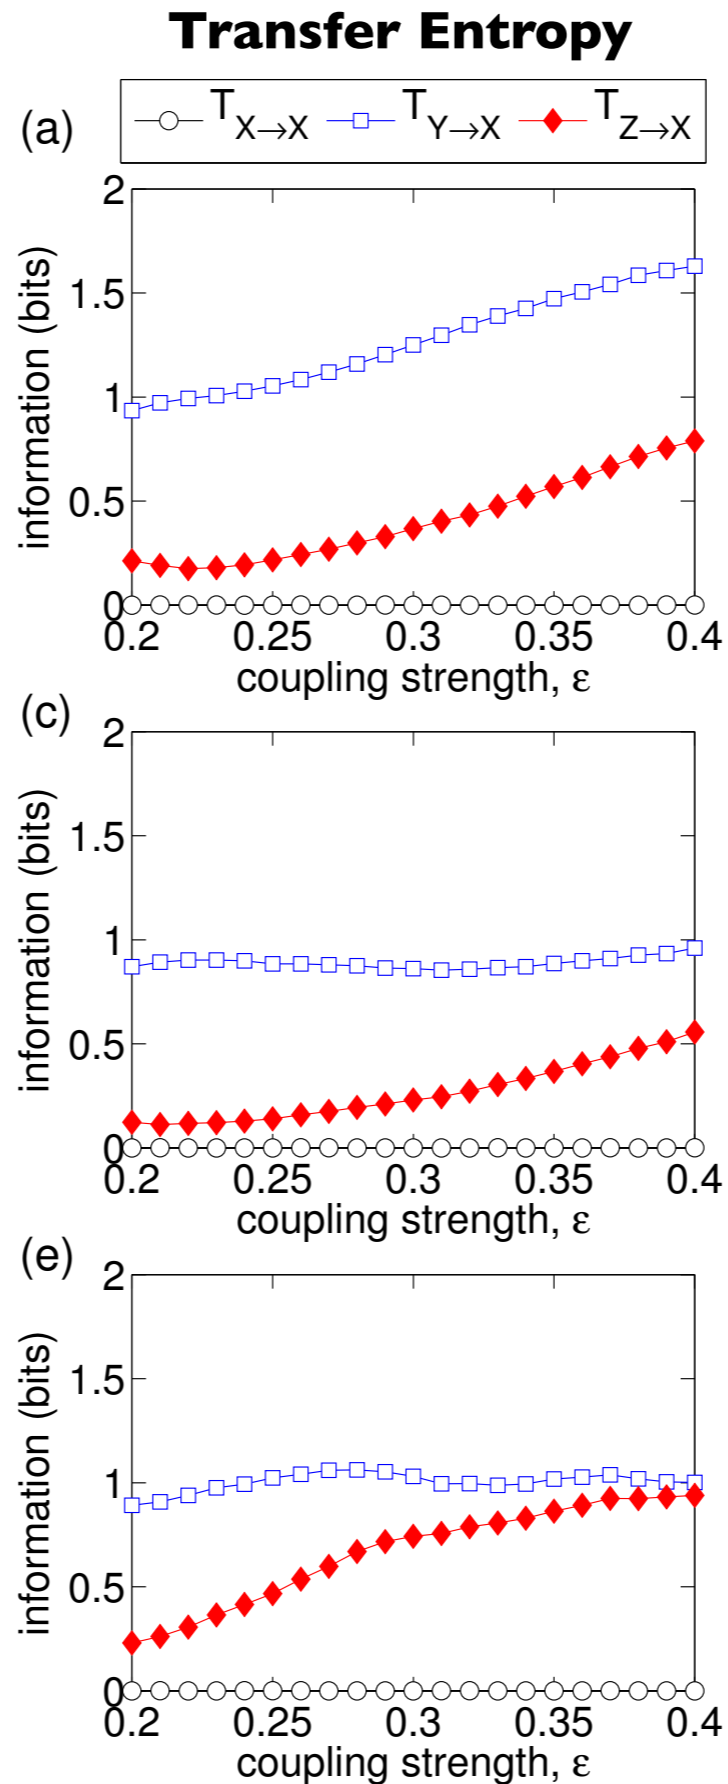 Transfer Entropy
(a)
T X→X T Y→X T Z→X
2
1.5
1
0.5
0
information (bits)
0.2 0.25 0.3 0.35 0.4
coupling strength, ε
(c)
2
1.5
1
0.5
0
information (bits)
0.2 0.25 0.3 0.35 0.4
coupling strength, ε
(e)
2
1.5
1
0.5
0
information (bits)
0.2 0.25 0.3 0.35 0.4
coupling strength, ε